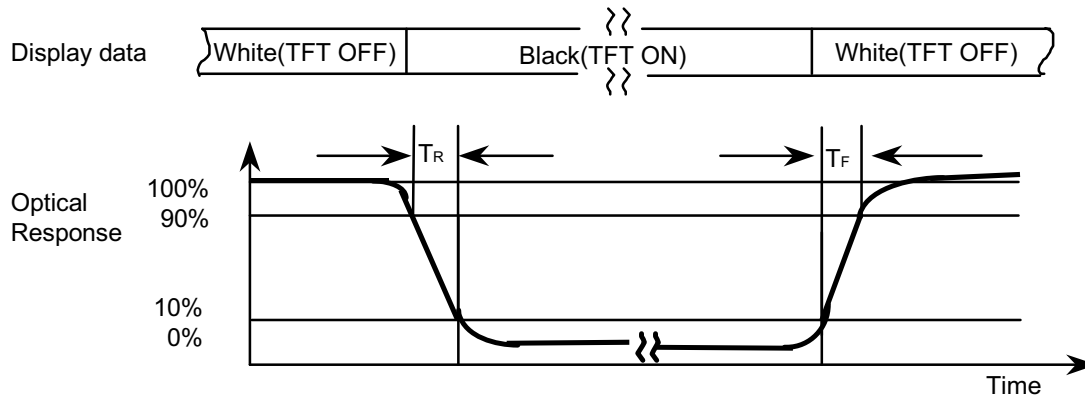 Display data
White(TFT OFF)
Black(TFT ON)
White(TFT OFF)
TR
TF
100%
Optical
Response
90%
10%
0%
Time